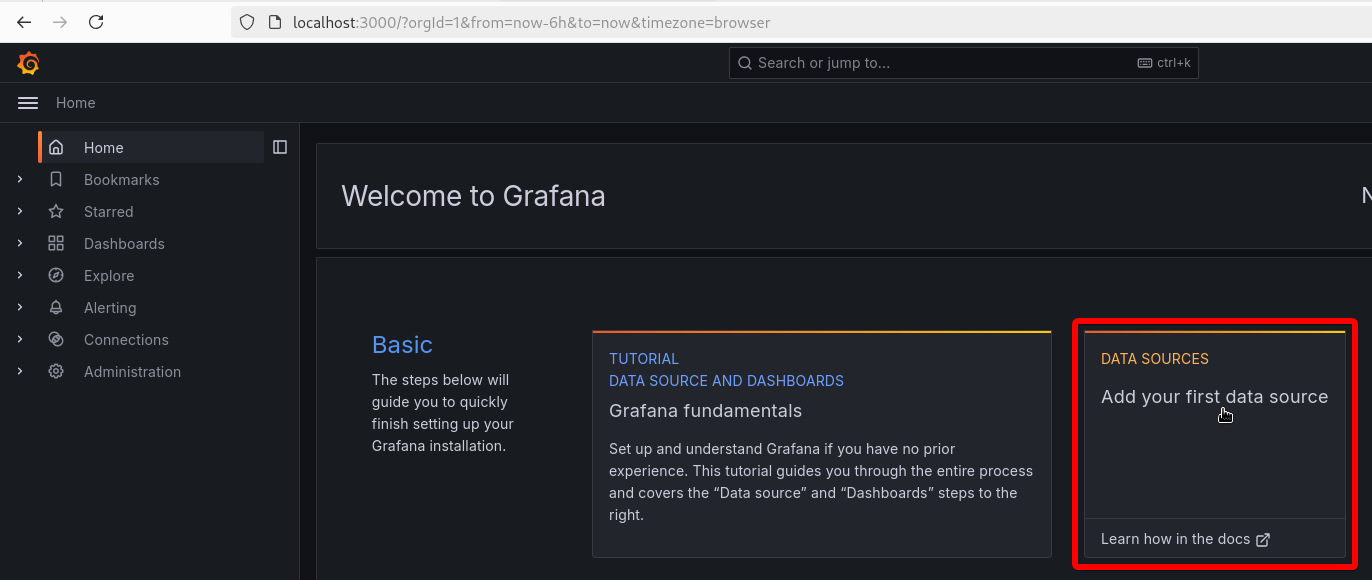 localhost:3000/?orgId=1&from=now-6h&to=now&timezone=browser
Search or jump to...
ctrl+k
Home
Home
Bookmarks
Starred
Dashboards
Explore
Alerting
Connections
Administration
Welcome to Grafana
N
Basic
The steps below will
guide you to quickly
finish setting up your
Grafana installation.
TUTORIAL
DATA SOURCE AND DASHBOARDS
Grafana fundamentals
Set up and understand Grafana if you have no prior
experience. This tutorial guides you through the entire process
and covers the “Data source” and “Dashboards” steps to the
right.
DATA SOURCES
Add your first data source
Learn how in the docs